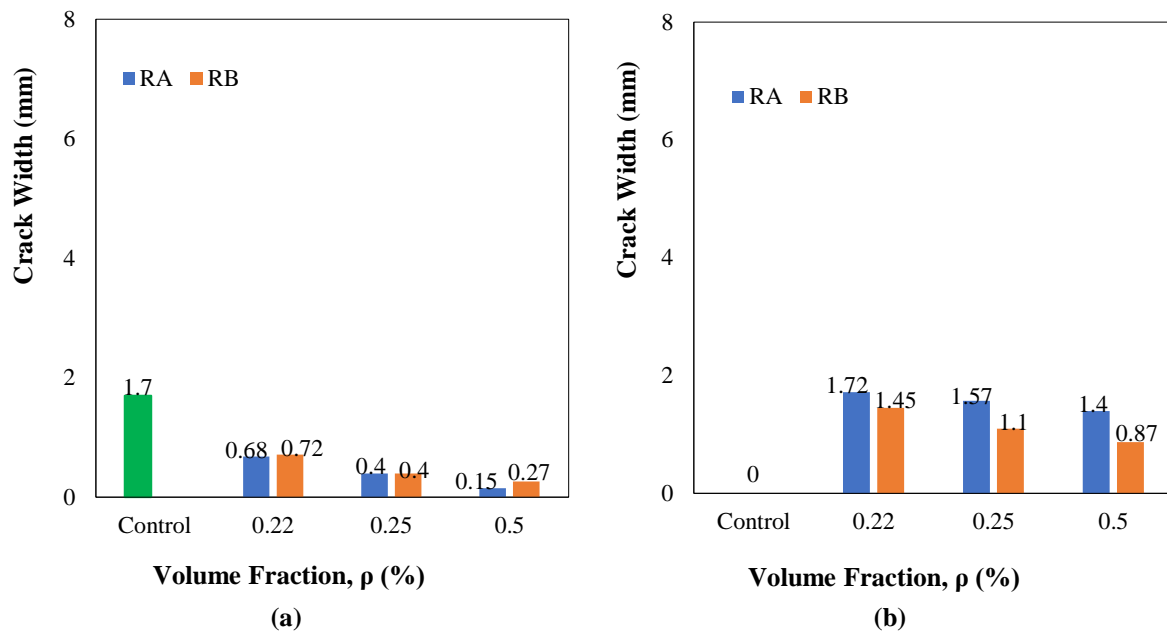 8
6
4
2
0
Crack Width (mm)
RA RB
1.7
0.68 0.72
0.4 0.4
0.15 0.27
Control 0.22 0.25 0.5
Volume Fraction, ρ (%)
(a)
8
6
4
2
0
Crack Width (mm)
RA RB
0
1.72 1.45
1.57 1.1
1.4 0.87
Control 0.22 0.25 0.5
Volume Fraction, ρ (%)
(b)